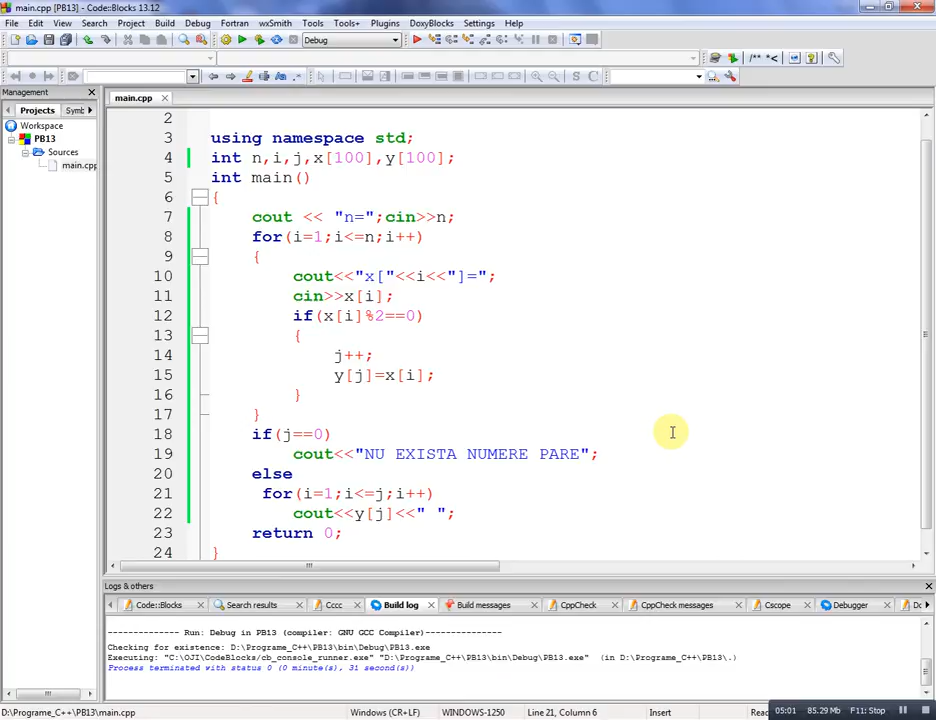 main.cpp [PB13] - Code::Blocks 13.12
File Edit View Search Project Build Debug Fortran wxSmith Tools Tools+ Plugins DoxyBlocks Settings Help
Debug
/** *<
S C
Management
main.cpp
Projects Symb
Workspace
PB13
Sources
main.cpp
2
3 using namespace std;
4 int n,i,j,x[100],y[100];
5 int main()
6 {
7 cout << "n=";cin>>n;
8 for(i=1;i<=n;i++)
9 {
10 cout<<"x["<<i<<"]=";
11 cin>>x[i];
12 if(x[i]%2==0)
13 {
14 j++;
15 y[j]=x[i];
16 }
17 }
18 if(j==0)
19 cout<<"NU EXISTA NUMERE PARE";
20 else
21 for(i=1;i<=j;i++)
22 cout<<y[j]<<" ";
23 return 0;
24 }
Logs & others
Code::Blocks Search results Cccc Build log Build messages CppCheck CppCheck messages Cscope Debugger
-------------- Run: Debug in PB13 (compiler: GNU GCC Compiler)---------------
Checking for existence: D:\Programe_C++\PB13\bin\Debug\PB13.exe
Executing: "C:\OJI\CodeBlocks/cb_console_runner.exe" "D:\Programe_C++\PB13\bin\Debug\PB13.exe" (in D:\Programe_C++\PB13\.)
Process terminated with status 0 (0 minute(s), 31 second(s))
D:\Programe_C++\PB13\main.cpp Windows (CR+LF) WINDOWS-1250 Line 21, Column 6 Insert
05:01 85.29 Mb F11: Stop